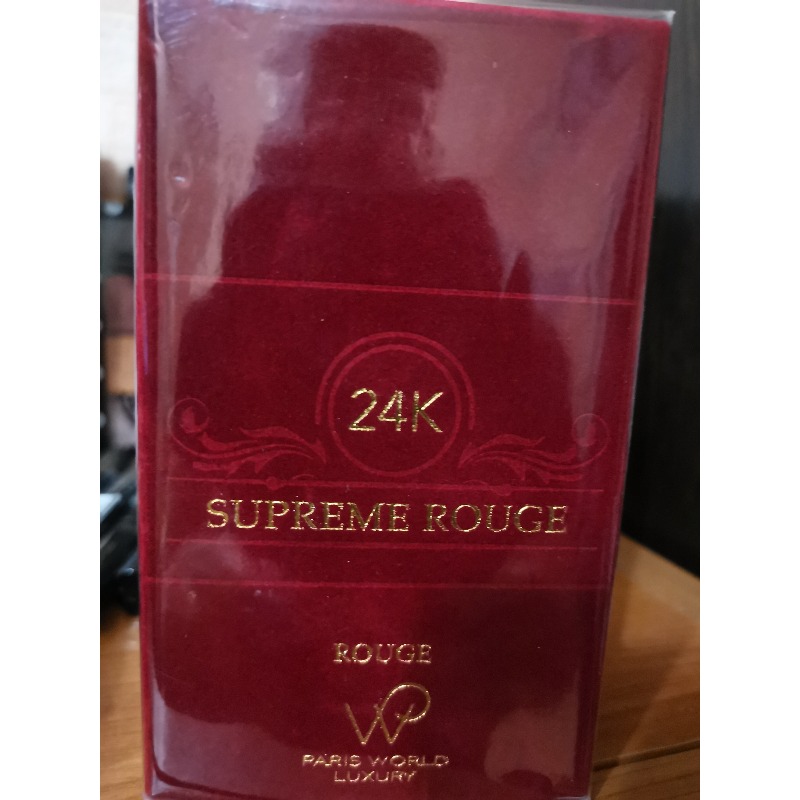 24K
SUPREME ROUGE
ROUGE
WP
PARIS WORLD
LUXURY